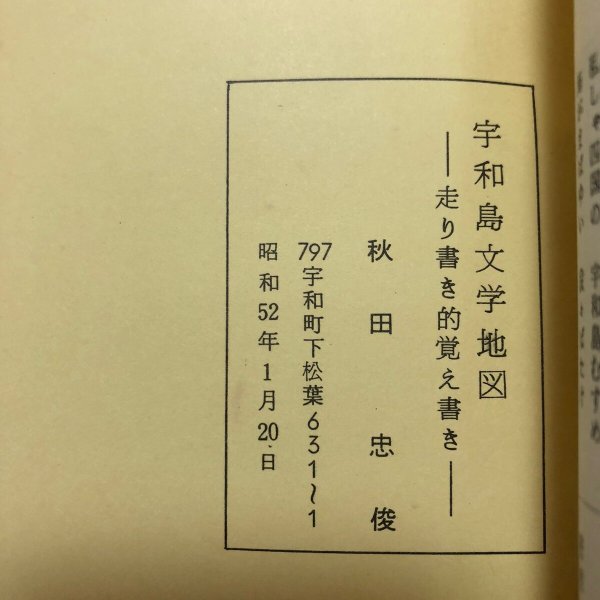 宇和島文学地図
―走り書き的覚え書き―
秋田忠俊
797宇和町下松葉631〜1
昭和52年1月20.日